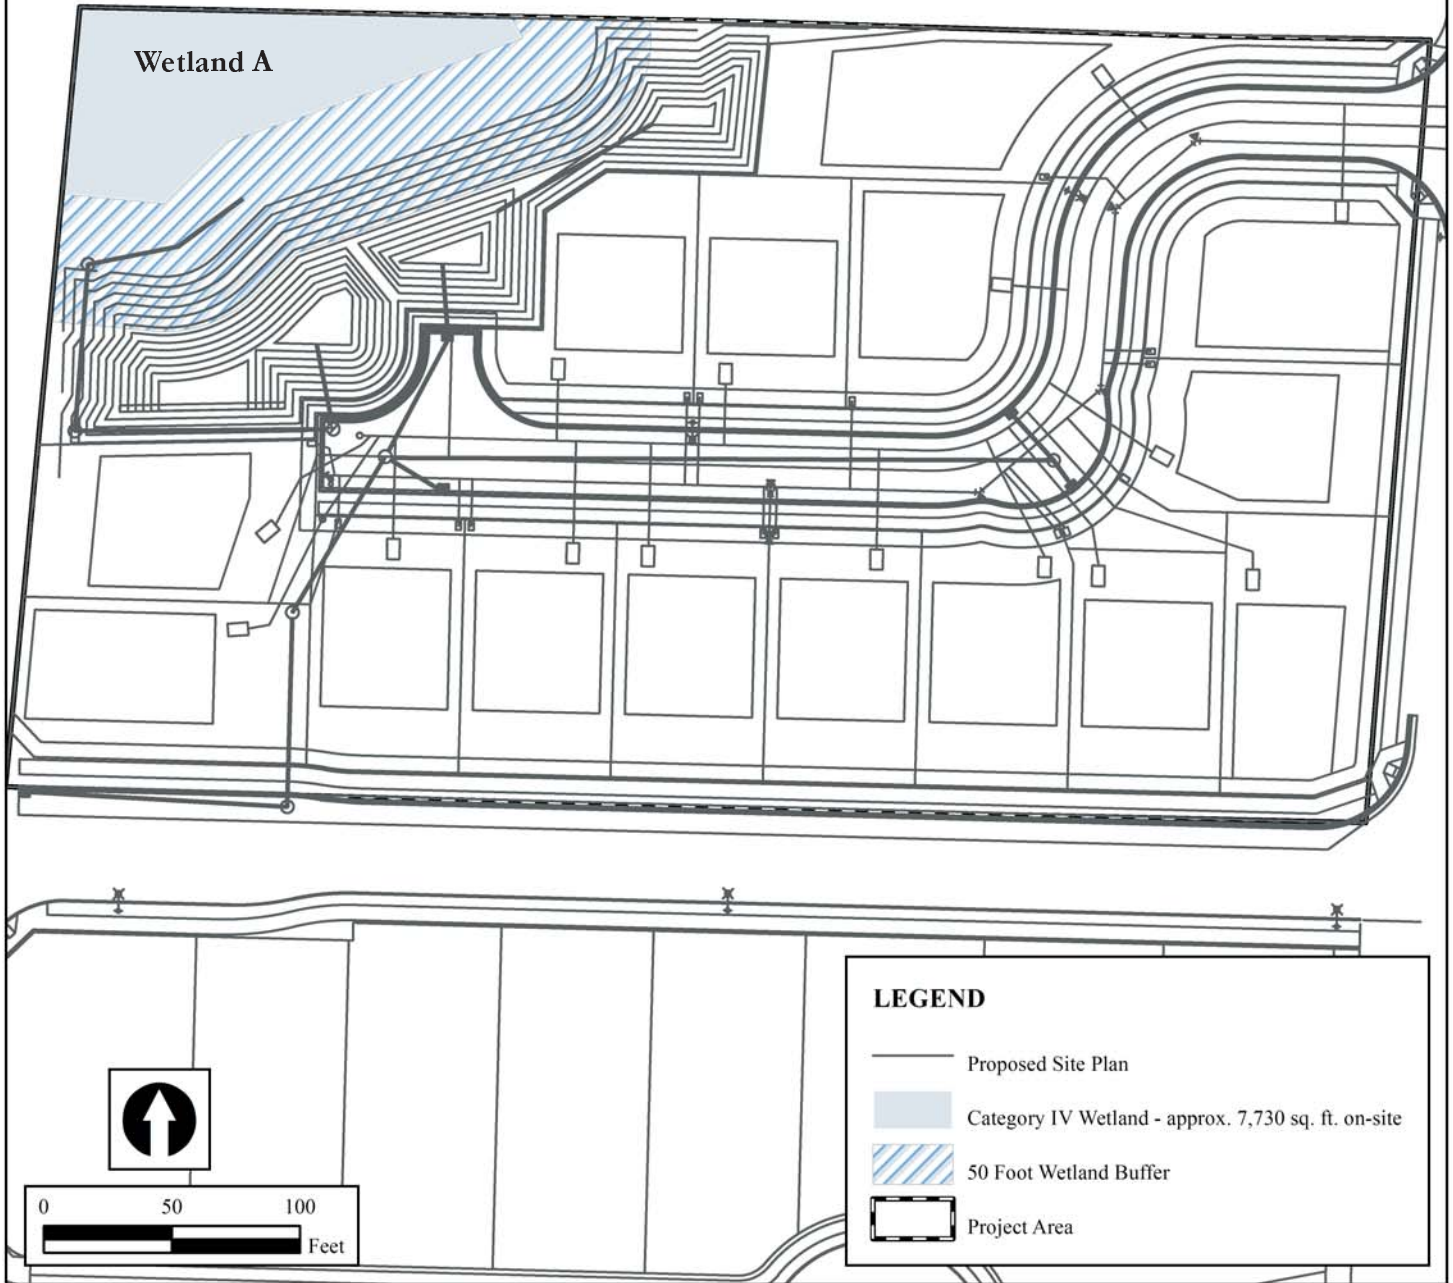 Wetland A
LEGEND
Proposed Site Plan
Category IV Wetland - approx. 7,730 sq. ft. on-site
50 Foot Wetland Buffer
Project Area
0 50 100
Feet